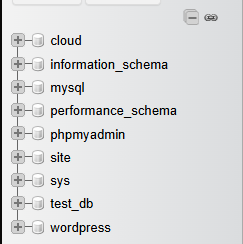 cloud
information_schema
mysql
performance_schema
phpmyadmin
site
sys
test_db
wordpress